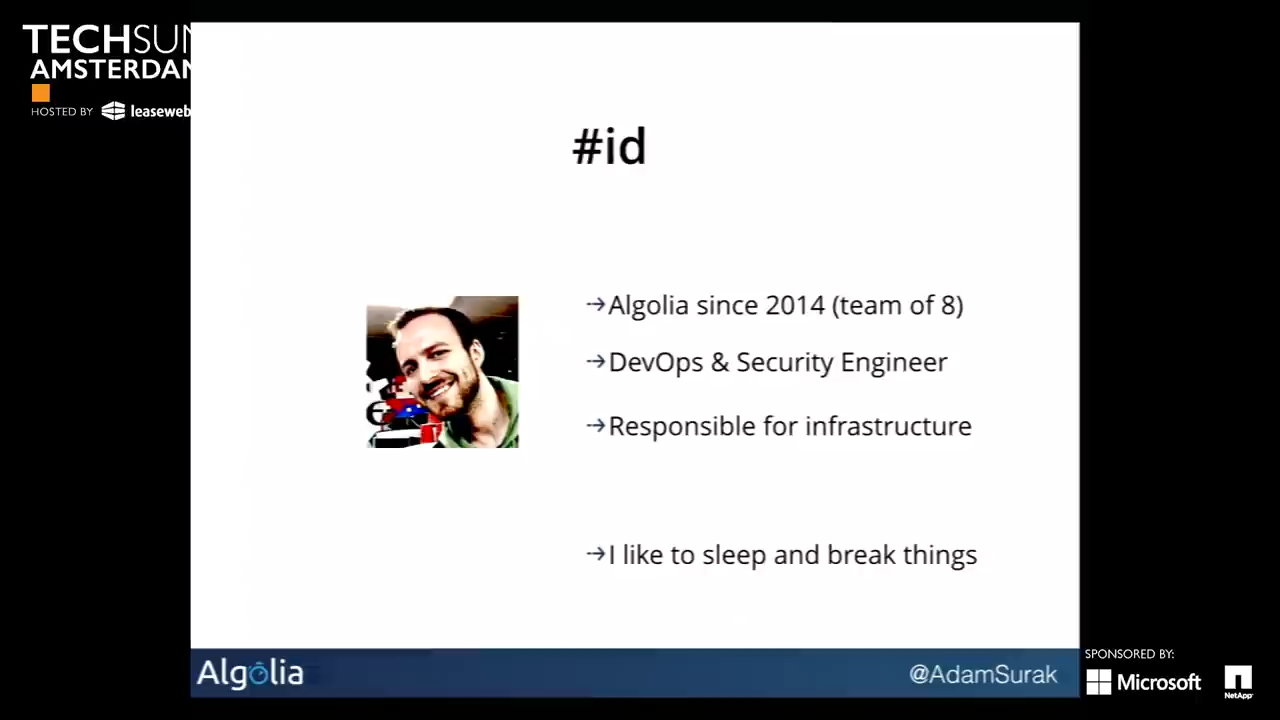 TECHSUM
AMSTERDAM
HOSTED BY leaseweb
#id
→Algolia since 2014 (team of 8)
→DevOps & Security Engineer
→Responsible for infrastructure
→I like to sleep and break things
Algolia
@AdamSurak
SPONSORED BY:
Microsoft
NetApp